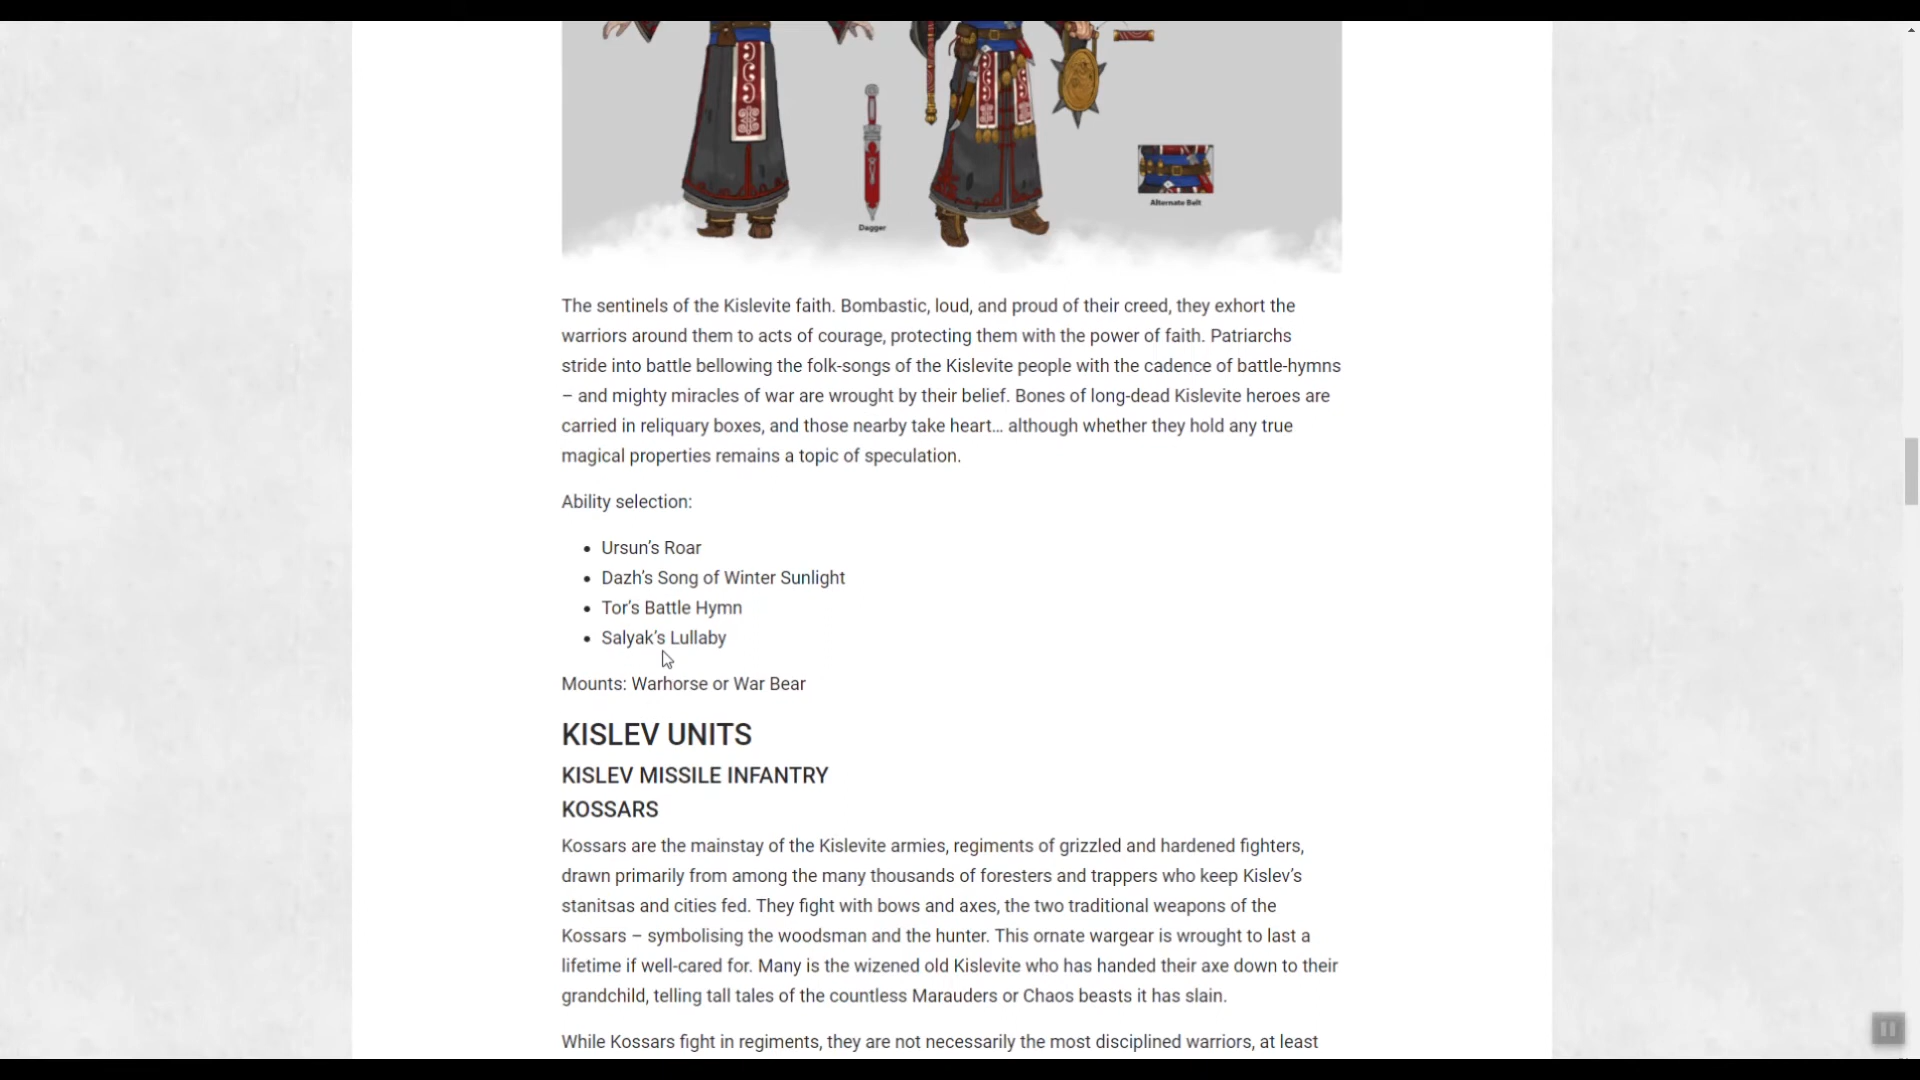 Dagger
Alternate Belt
The sentinels of the Kislevite faith. Bombastic, loud, and proud of their creed, they exhort the
warriors around them to acts of courage, protecting them with the power of faith. Patriarchs
stride into battle bellowing the folk-songs of the Kislevite people with the cadence of battle-hymns
– and mighty miracles of war are wrought by their belief. Bones of long-dead Kislevite heroes are
carried in reliquary boxes, and those nearby take heart… although whether they hold any true
magical properties remains a topic of speculation.
Ability selection:
• Ursun’s Roar
• Dazh’s Song of Winter Sunlight
• Tor’s Battle Hymn
• Salyak’s Lullaby
Mounts: Warhorse or War Bear
KISLEV UNITS
KISLEV MISSILE INFANTRY
KOSSARS
Kossars are the mainstay of the Kislevite armies, regiments of grizzled and hardened fighters,
drawn primarily from among the many thousands of foresters and trappers who keep Kislev’s
stanitsas and cities fed. They fight with bows and axes, the two traditional weapons of the
Kossars – symbolising the woodsman and the hunter. This ornate wargear is wrought to last a
lifetime if well-cared for. Many is the wizened old Kislevite who has handed their axe down to their
grandchild, telling tall tales of the countless Marauders or Chaos beasts it has slain.
While Kossars fight in regiments, they are not necessarily the most disciplined warriors, at least